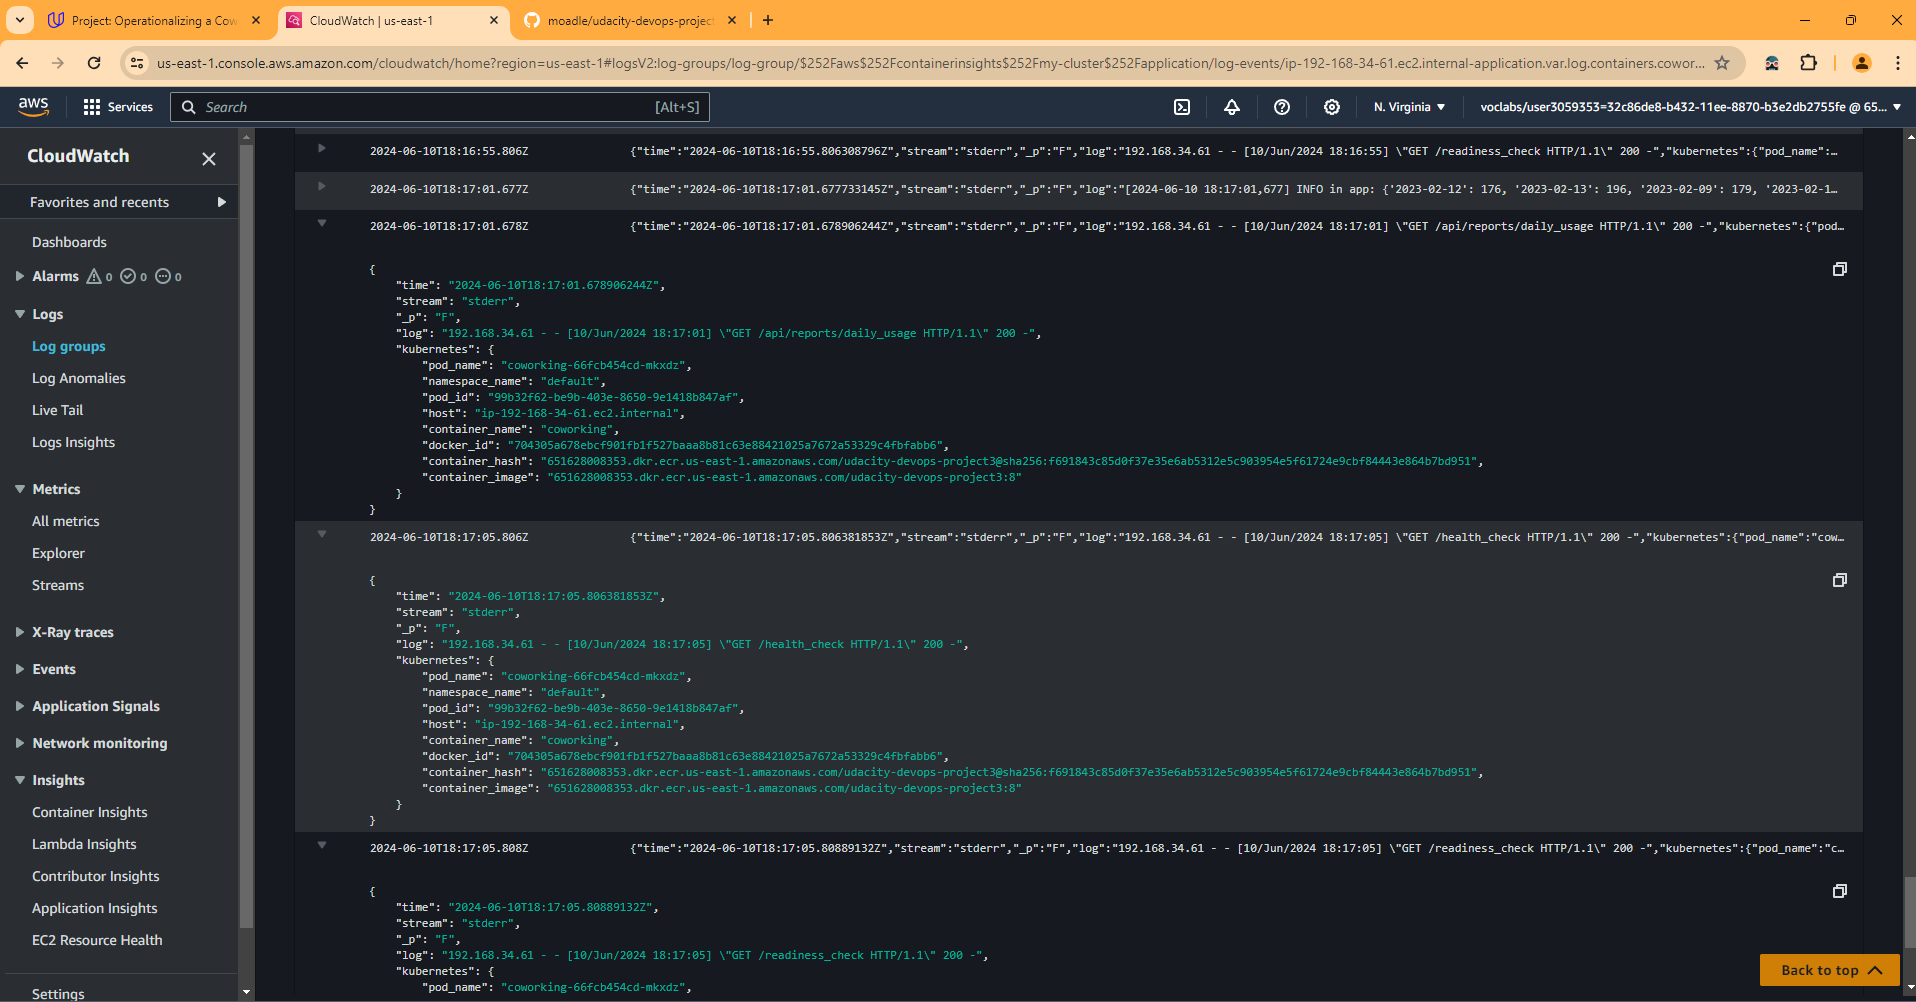 Project: Operationalizing a Cow
CloudWatch | us-east-1
moadle/udacity-devops-project
us-east-1.console.aws.amazon.com/cloudwatch/home?region=us-east-1#logsV2:log-groups/log-group/$252Faws$252Fcontainerinsights$252Fmy-cluster$252Fapplication/log-events/ip-192-168-34-61.ec2.internal-application.var.log.containers.cowor...
aws
Services
Search
[Alt+S]
N. Virginia
voclabs/user3059353=32c86de8-b432-11ee-8870-b3e2db2755fe @ 65...
CloudWatch
Favorites and recents
Dashboards
Alarms 0 0 0
Logs
Log groups
Log Anomalies
Live Tail
Logs Insights
Metrics
All metrics
Explorer
Streams
X-Ray traces
Events
Application Signals
Network monitoring
Insights
Container Insights
Lambda Insights
Contributor Insights
Application Insights
EC2 Resource Health
Settings
2024-06-10T18:16:55.806Z {"time":"2024-06-10T18:16:55.806308796Z","stream":"stderr","_p":"F","log":"192.168.34.61 - - [10/Jun/2024 18:16:55] \"GET /readiness_check HTTP/1.1\" 200 -","kubernetes":{"pod_name":...
2024-06-10T18:17:01.677Z {"time":"2024-06-10T18:17:01.677733145Z","stream":"stderr","_p":"F","log":"[2024-06-10 18:17:01,677] INFO in app: {'2023-02-12': 176, '2023-02-13': 196, '2023-02-09': 179, '2023-02-1...
2024-06-10T18:17:01.678Z {"time":"2024-06-10T18:17:01.678906244Z","stream":"stderr","_p":"F","log":"192.168.34.61 - - [10/Jun/2024 18:17:01] \"GET /api/reports/daily_usage HTTP/1.1\" 200 -","kubernetes":{"pod...
{
"time": "2024-06-10T18:17:01.678906244Z",
"stream": "stderr",
"_p": "F",
"log": "192.168.34.61 - - [10/Jun/2024 18:17:01] \"GET /api/reports/daily_usage HTTP/1.1\" 200 -",
"kubernetes": {
"pod_name": "coworking-66fcb454cd-mkxdz",
"namespace_name": "default",
"pod_id": "99b32f62-be9b-403e-8650-9e1418b847af",
"host": "ip-192-168-34-61.ec2.internal",
"container_name": "coworking",
"docker_id": "704305a678ebcf901fb1f527baaa8b81c63e88421025a7672a53329c4fbfabb6",
"container_hash": "651628008353.dkr.ecr.us-east-1.amazonaws.com/udacity-devops-project3@sha256:f691843c85d0f37e35e6ab5312e5c903954e5f61724e9cbf84443e864b7bd951",
"container_image": "651628008353.dkr.ecr.us-east-1.amazonaws.com/udacity-devops-project3:8"
}
}
2024-06-10T18:17:05.806Z {"time":"2024-06-10T18:17:05.806381853Z","stream":"stderr","_p":"F","log":"192.168.34.61 - - [10/Jun/2024 18:17:05] \"GET /health_check HTTP/1.1\" 200 -","kubernetes":{"pod_name":"cow...
{
"time": "2024-06-10T18:17:05.806381853Z",
"stream": "stderr",
"_p": "F",
"log": "192.168.34.61 - - [10/Jun/2024 18:17:05] \"GET /health_check HTTP/1.1\" 200 -",
"kubernetes": {
"pod_name": "coworking-66fcb454cd-mkxdz",
"namespace_name": "default",
"pod_id": "99b32f62-be9b-403e-8650-9e1418b847af",
"host": "ip-192-168-34-61.ec2.internal",
"container_name": "coworking",
"docker_id": "704305a678ebcf901fb1f527baaa8b81c63e88421025a7672a53329c4fbfabb6",
"container_hash": "651628008353.dkr.ecr.us-east-1.amazonaws.com/udacity-devops-project3@sha256:f691843c85d0f37e35e6ab5312e5c903954e5f61724e9cbf84443e864b7bd951",
"container_image": "651628008353.dkr.ecr.us-east-1.amazonaws.com/udacity-devops-project3:8"
}
}
2024-06-10T18:17:05.808Z {"time":"2024-06-10T18:17:05.80889132Z","stream":"stderr","_p":"F","log":"192.168.34.61 - - [10/Jun/2024 18:17:05] \"GET /readiness_check HTTP/1.1\" 200 -","kubernetes":{"pod_name":"c...
{
"time": "2024-06-10T18:17:05.80889132Z",
"stream": "stderr",
"_p": "F",
"log": "192.168.34.61 - - [10/Jun/2024 18:17:05] \"GET /readiness_check HTTP/1.1\" 200 -",
"kubernetes": {
"pod_name": "coworking-66fcb454cd-mkxdz",
Back to top